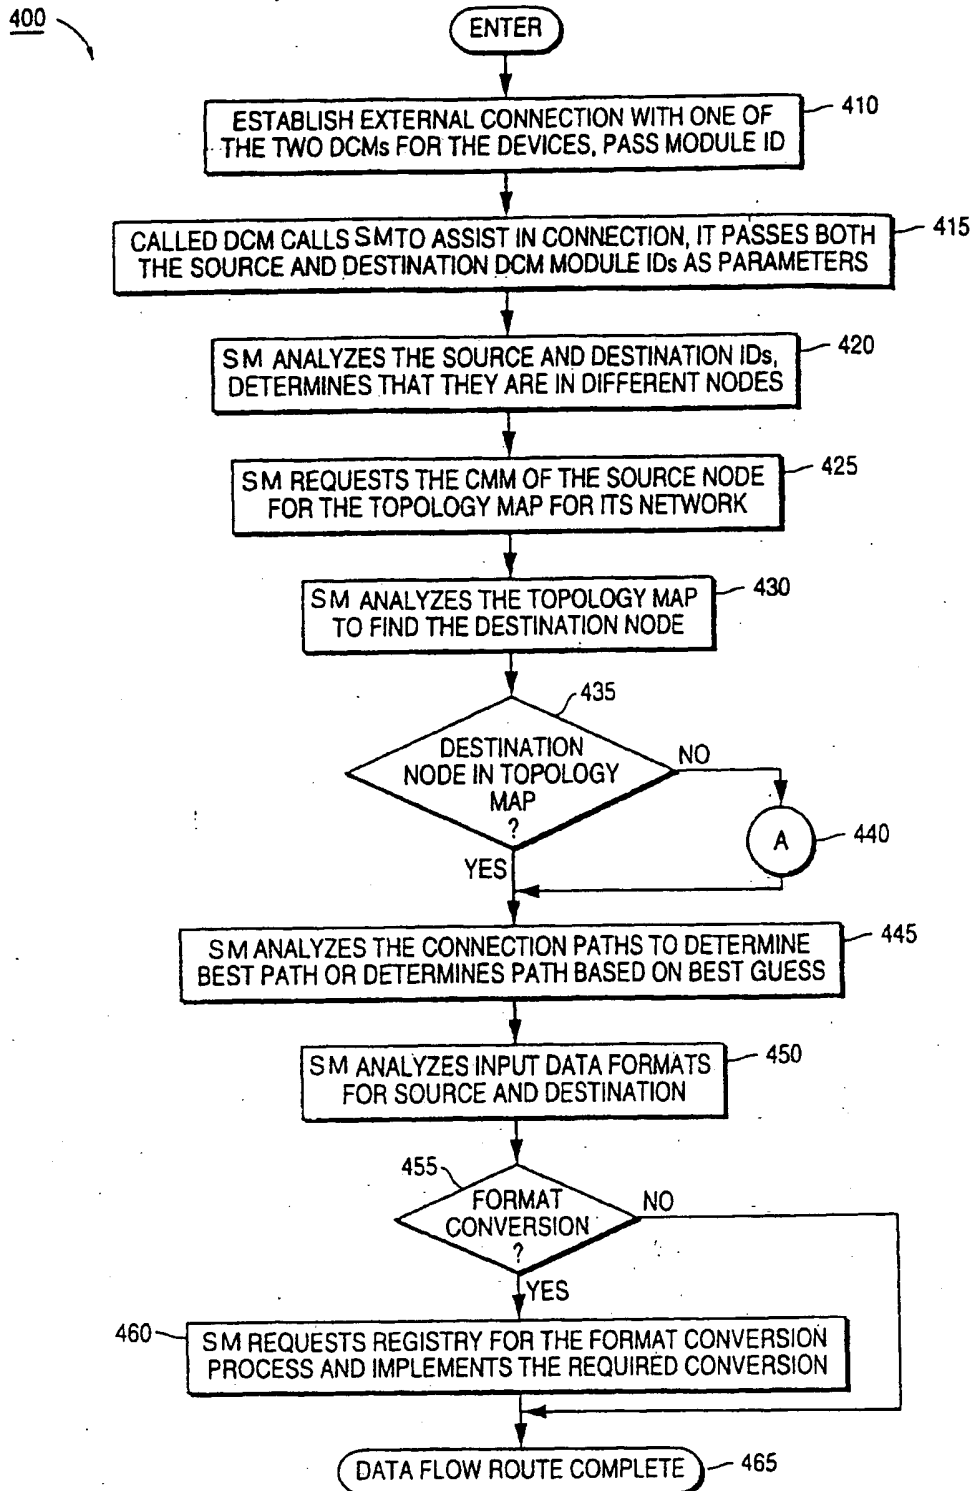 400
ENTER
ESTABLISH EXTERNAL CONNECTION WITH ONE OF
THE TWO DCMs FOR THE DEVICES, PASS MODULE ID
410
CALLED DCM CALLS SM TO ASSIST IN CONNECTION, IT PASSES BOTH
THE SOURCE AND DESTINATION DCM MODULE IDs AS PARAMETERS
415
SM ANALYZES THE SOURCE AND DESTINATION IDs,
DETERMINES THAT THEY ARE IN DIFFERENT NODES
420
SM REQUESTS THE CMM OF THE SOURCE NODE
FOR THE TOPOLOGY MAP FOR ITS NETWORK
425
SM ANALYZES THE TOPOLOGY MAP
TO FIND THE DESTINATION NODE
430
435
DESTINATION
NODE IN TOPOLOGY
MAP
?
NO
A
440
YES
SM ANALYZES THE CONNECTION PATHS TO DETERMINE
BEST PATH OR DETERMINES PATH BASED ON BEST GUESS
445
SM ANALYZES INPUT DATA FORMATS
FOR SOURCE AND DESTINATION
450
455
FORMAT
CONVERSION
?
NO
YES
460
SM REQUESTS REGISTRY FOR THE FORMAT CONVERSION
PROCESS AND IMPLEMENTS THE REQUIRED CONVERSION
DATA FLOW ROUTE COMPLETE
465